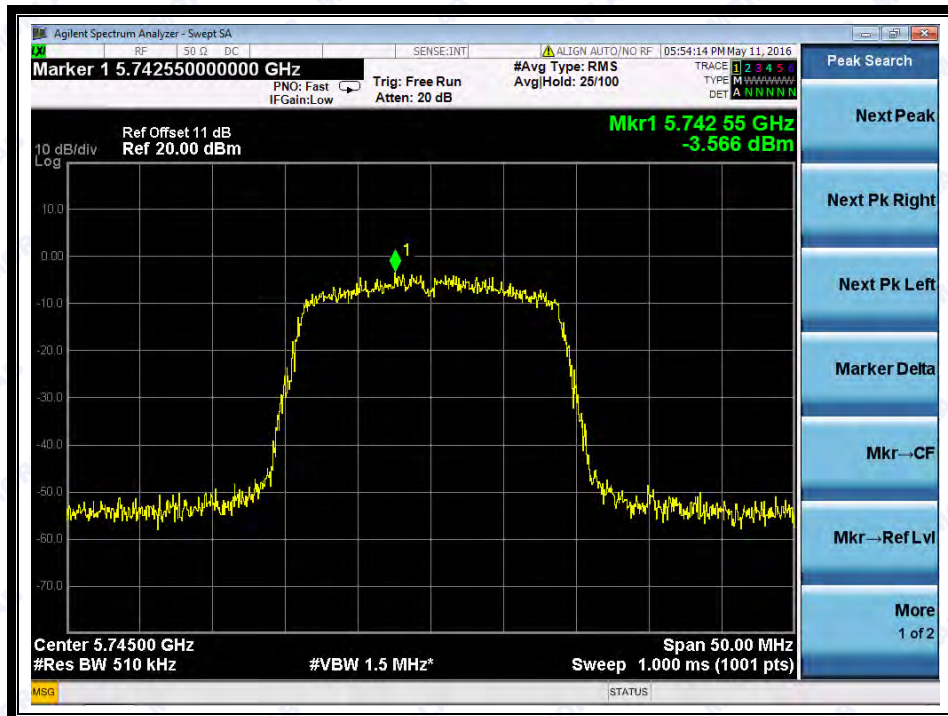 Agilent Spectrum Analyzer - Swept SA
LXI RF 50 Ω DC SENSE:INT ALIGN AUTO/NO RF 05:54:14 PM May 11, 2016
Marker 1 5.742550000000 GHz
PNO: Fast
IFGain:Low
Trig: Free Run
Atten: 20 dB
#Avg Type: RMS
Avg|Hold: 25/100
TRACE 1 2 3 4 5 6
TYPE M WWWWW
DET A N N N N N
Ref Offset 11 dB
10 dB/div Ref 20.00 dBm
Log
Mkr1 5.742 55 GHz
-3.566 dBm
10.0
0.00
-10.0
-20.0
-30.0
-40.0
-50.0
-60.0
-70.0
1
Center 5.74500 GHz Span 50.00 MHz
#Res BW 510 kHz #VBW 1.5 MHz* Sweep 1.000 ms (1001 pts)
MSG STATUS
Peak Search
Next Peak
Next Pk Right
Next Pk Left
Marker Delta
Mkr→CF
Mkr→Ref Lvl
More
1 of 2